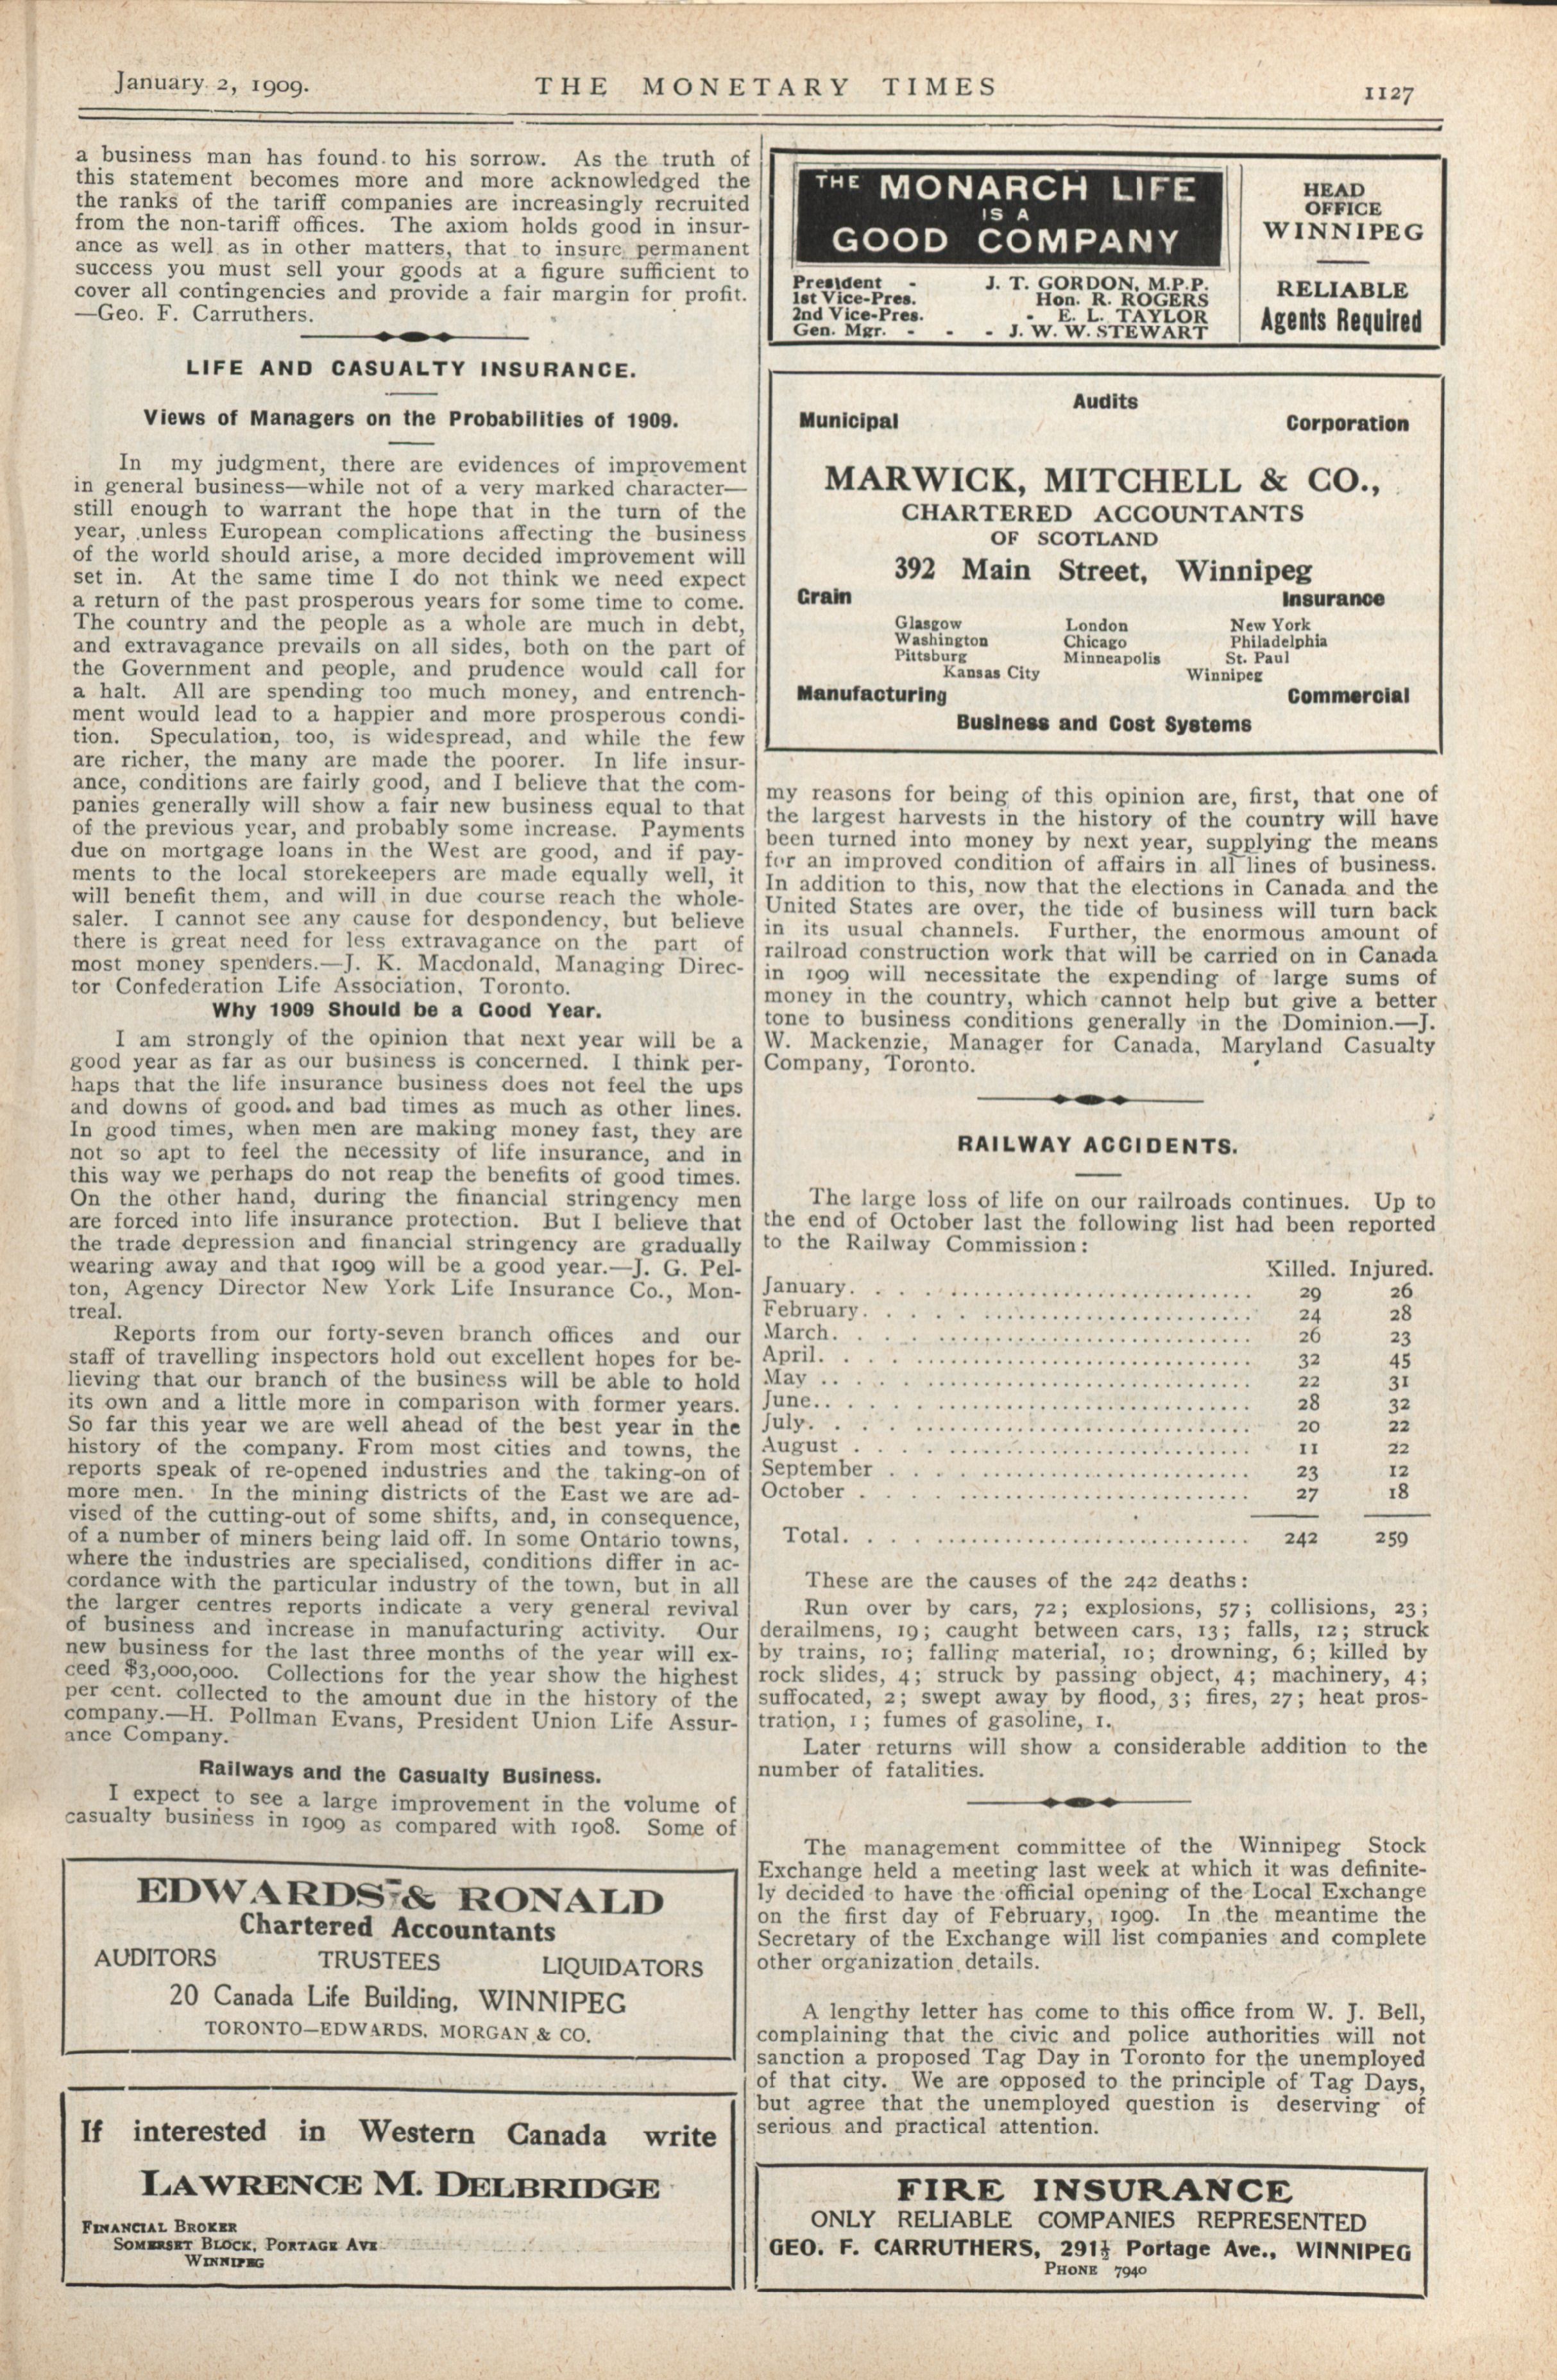 January 2, 1909.
THE MONETARY TIMES
1127
a business man has found to his sorrow. As the truth of
this statement becomes more and more acknowledged the
the ranks of the tariff companies are increasingly recruited
from the non-tariff offices. The axiom holds good in insur-
ance as well as in other matters, that to insure permanent
success you must sell your goods at a figure sufficient to
cover all contingencies and provide a fair margin for profit.
—Geo. F. Carruthers.
LIFE AND CASUALTY INSURANCE.
Views of Managers on the Probabilities of 1909.
In my judgment, there are evidences of improvement
in general business—while not of a very marked character—
still enough to warrant the hope that in the turn of the
year, unless European complications affecting the business
of the world should arise, a more decided improvement will
set in. At the same time I do not think we need expect
a return of the past prosperous years for some time to come.
The country and the people as a whole are much in debt,
and extravagance prevails on all sides, both on the part of
the Government and people, and prudence would call for
a halt. All are spending too much money, and entrench-
ment would lead to a happier and more prosperous condi-
tion. Speculation, too, is widespread, and while the few
are richer, the many are made the poorer. In life insur-
ance, conditions are fairly good, and I believe that the com-
panies generally will show a fair new business equal to that
of the previous year, and probably some increase. Payments
due on mortgage loans in the West are good, and if pay-
ments to the local storekeepers are made equally well, it
will benefit them, and will in due course reach the whole-
saler. I cannot see any cause for despondency, but believe
there is great need for less extravagance on the part of
most money spenders.—J. K. Macdonald, Managing Direc-
tor Confederation Life Association, Toronto.
Why 1909 Should be a Good Year.
I am strongly of the opinion that next year will be a
good year as far as our business is concerned. I think per-
haps that the life insurance business does not feel the ups
and downs of good and bad times as much as other lines.
In good times, when men are making money fast, they are
not so apt to feel the necessity of life insurance, and in
this way we perhaps do not reap the benefits of good times.
On the other hand, during the financial stringency men
are forced into life insurance protection. But I believe that
the trade depression and financial stringency are gradually
wearing away and that 1909 will be a good year.—J. G. Pel-
ton, Agency Director New York Life Insurance Co., Mon-
treal.
Reports from our forty-seven branch offices and our
staff of travelling inspectors hold out excellent hopes for be-
lieving that our branch of the business will be able to hold
its own and a little more in comparison with former years.
So far this year we are well ahead of the best year in the
history of the company. From most cities and towns, the
reports speak of re-opened industries and the taking-on of
more men. In the mining districts of the East we are ad-
vised of the cutting-out of some shifts, and, in consequence,
of a number of miners being laid off. In some Ontario towns,
where the industries are specialised, conditions differ in ac-
cordance with the particular industry of the town, but in all
the larger centres reports indicate a very general revival
of business and increase in manufacturing activity. Our
new business for the last three months of the year will ex-
ceed $3,000,000. Collections for the year show the highest
per cent. collected to the amount due in the history of the
company.—H. Pollman Evans, President Union Life Assur-
ance Company.
Railways and the Casualty Business.
I expect to see a large improvement in the volume of
casualty business in 1909 as compared with 1908. Some of
EDWARDS & RONALD
Chartered Accountants
AUDITORS TRUSTEES LIQUIDATORS
20 Canada Life Building, WINNIPEG
TORONTO—EDWARDS, MORGAN & CO.
If interested in Western Canada write
LAWRENCE M. DELBRIDGE
FINANCIAL BROKER
SOMERSET BLOCK, PORTAGE AVE
WINNIPEG
THE MONARCH LIFE
IS A
GOOD COMPANY
President - J. T. GORDON, M.P.P.
1st Vice-Pres. Hon. R. ROGERS
2nd Vice-Pres. - E. L. TAYLOR
Gen. Mgr. - - - J. W. W. STEWART
HEAD
OFFICE
WINNIPEG
RELIABLE
Agents Required
Audits
Municipal Corporation
MARWICK, MITCHELL & CO.,
CHARTERED ACCOUNTANTS
OF SCOTLAND
392 Main Street, Winnipeg
Grain Insurance
Glasgow London New York
Washington Chicago Philadelphia
Pittsburg Minneapolis St. Paul
Kansas City Winnipeg
Manufacturing Commercial
Business and Cost Systems
my reasons for being of this opinion are, first, that one of
the largest harvests in the history of the country will have
been turned into money by next year, supplying the means
for an improved condition of affairs in all lines of business.
In addition to this, now that the elections in Canada and the
United States are over, the tide of business will turn back
in its usual channels. Further, the enormous amount of
railroad construction work that will be carried on in Canada
in 1909 will necessitate the expending of large sums of
money in the country, which cannot help but give a better
tone to business conditions generally in the Dominion.—J.
W. Mackenzie, Manager for Canada, Maryland Casualty
Company, Toronto.
RAILWAY ACCIDENTS.
The large loss of life on our railroads continues. Up to
the end of October last the following list had been reported
to the Railway Commission:
Killed. Injured.
January. 29 26
February. 24 28
March. 26 23
April. 32 45
May 22 31
June. 28 32
July. 20 22
August 11 22
September 23 12
October 27 18
Total. 242 259
These are the causes of the 242 deaths:
Run over by cars, 72; explosions, 57; collisions, 23;
derailmens, 19; caught between cars, 13; falls, 12; struck
by trains, 10; falling material, 10; drowning, 6; killed by
rock slides, 4; struck by passing object, 4; machinery, 4;
suffocated, 2; swept away by flood, 3; fires, 27; heat pros-
tration, 1; fumes of gasoline, 1.
Later returns will show a considerable addition to the
number of fatalities.
The management committee of the Winnipeg Stock
Exchange held a meeting last week at which it was definite-
ly decided to have the official opening of the Local Exchange
on the first day of February, 1909. In the meantime the
Secretary of the Exchange will list companies and complete
other organization details.
A lengthy letter has come to this office from W. J. Bell,
complaining that the civic and police authorities will not
sanction a proposed Tag Day in Toronto for the unemployed
of that city. We are opposed to the principle of Tag Days,
but agree that the unemployed question is deserving of
serious and practical attention.
FIRE INSURANCE
ONLY RELIABLE COMPANIES REPRESENTED
GEO. F. CARRUTHERS, 291½ Portage Ave., WINNIPEG
PHONE 7940